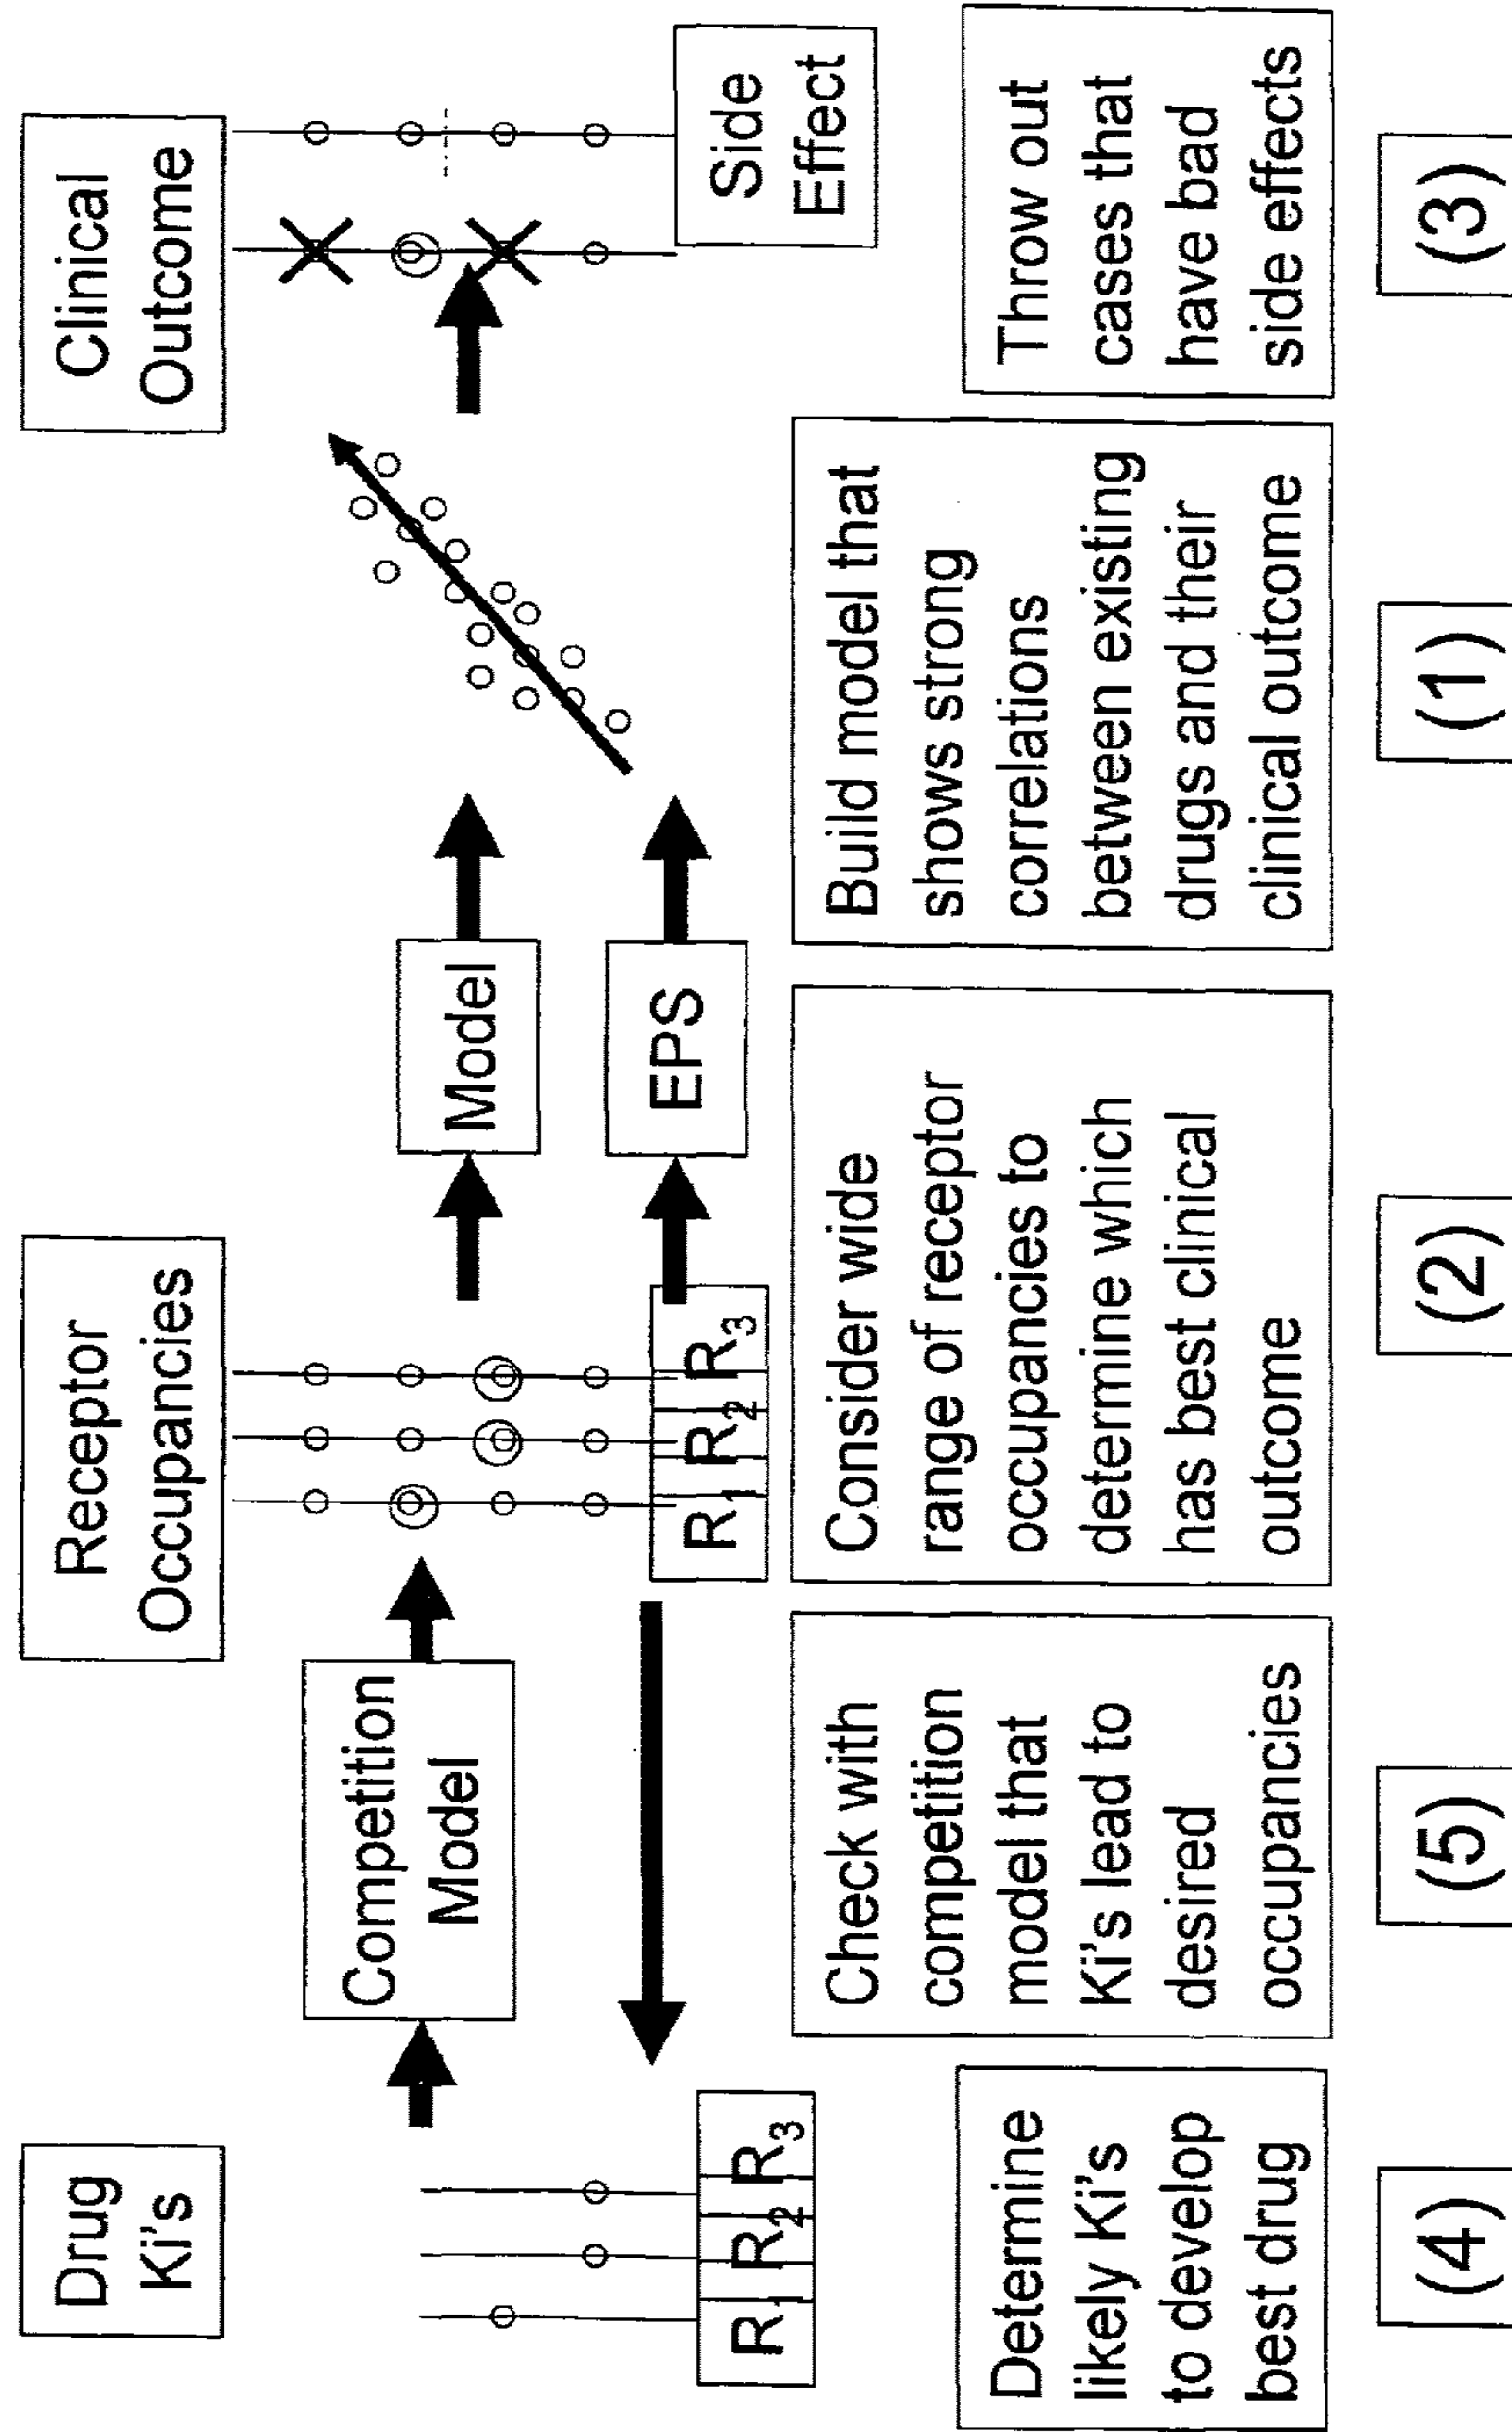 Drug
Ki's
Receptor
Occupancies
Clinical
Outcome
Competition
Model
Model
EPS
R1 R2 R3
R1 R2 R3
Side
Effect
Determine
likely Ki's
to develop
best drug
Check with
competition
model that
Ki's lead to
desired
occupancies
Consider wide
range of receptor
occupancies to
determine which
has best clinical
outcome
Build model that
shows strong
correlations
between existing
drugs and their
clinical outcome
Throw out
cases that
have bad
side effects
(4)
(5)
(2)
(1)
(3)